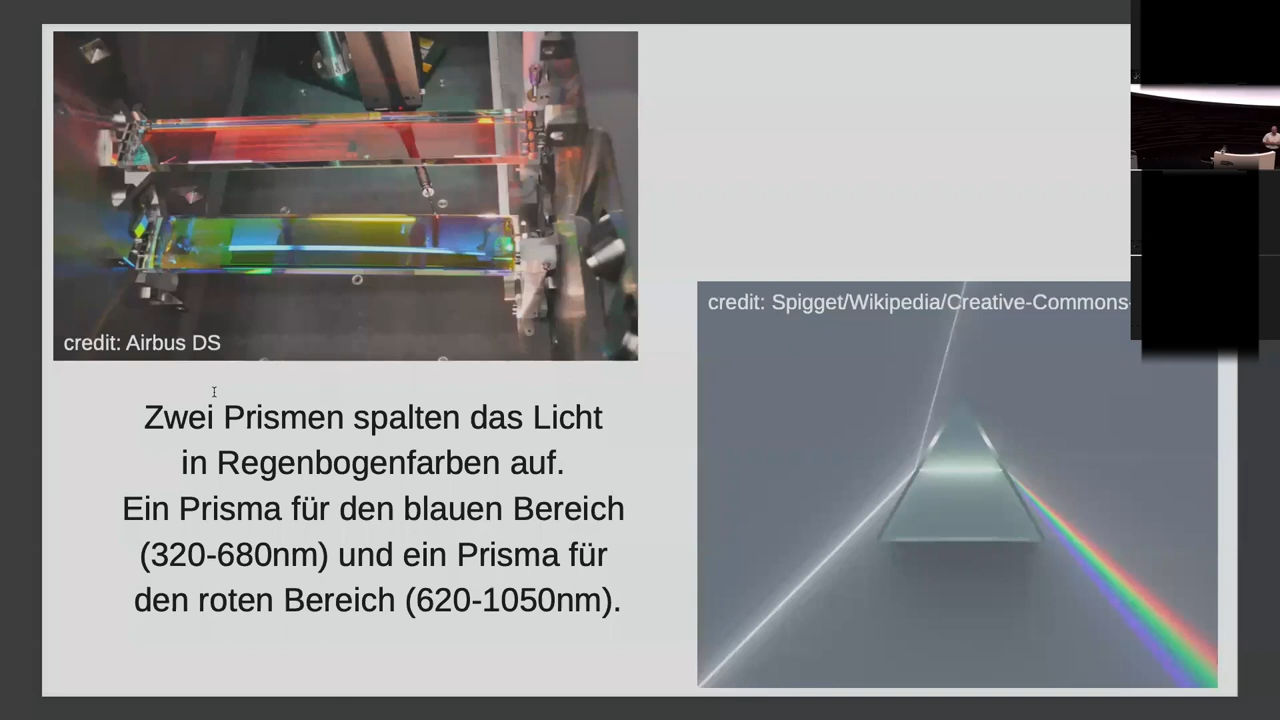 credit: Airbus DS
credit: Spigget/Wikipedia/Creative-Commons-
Zwei Prismen spalten das Licht
in Regenbogenfarben auf.
Ein Prisma für den blauen Bereich
(320-680nm) und ein Prisma für
den roten Bereich (620-1050nm).